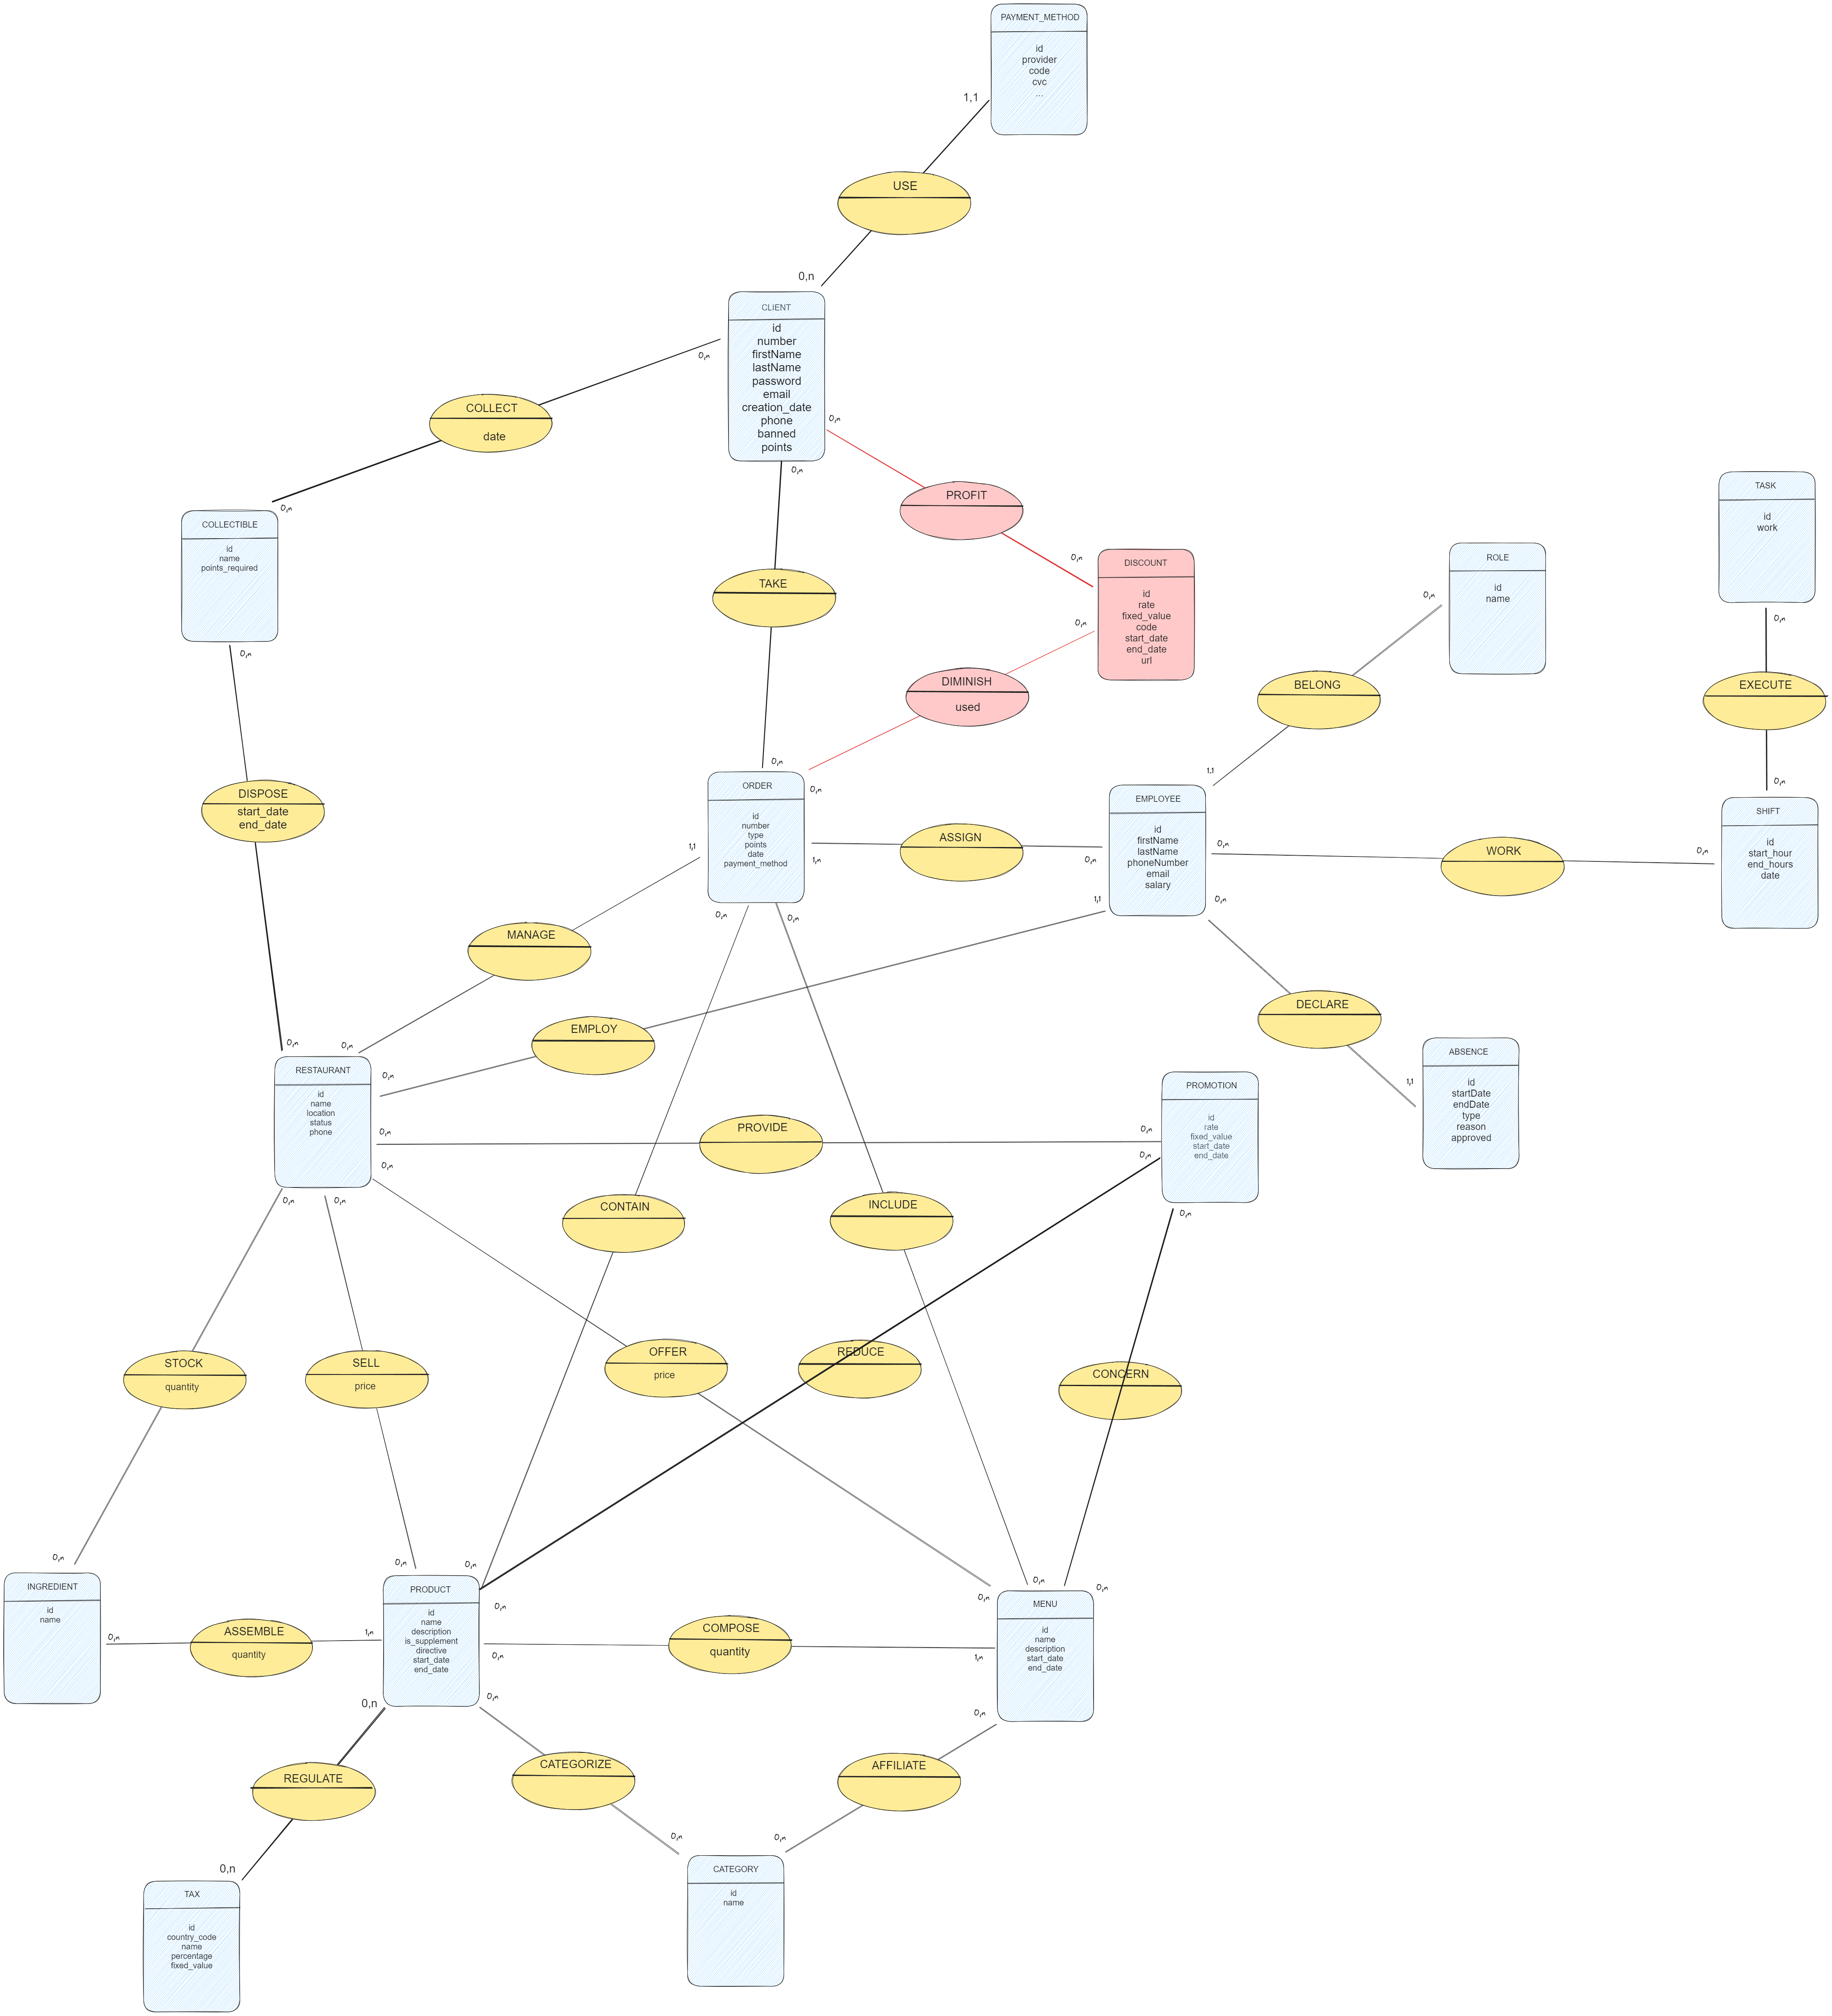 PAYMENT_METHOD
id
provider
code
cvc
...
1,1
USE
0,n
CLIENT
id
number
firstName
lastName
password
email
creation_date
phone
banned
points
0,n
COLLECT
date
0,n
0,n
0,n
PROFIT
0,n
COLLECTIBLE
id
name
points_required
0,n
TAKE
0,n
DISCOUNT
id
rate
fixed_value
code
start_date
end_date
url
0,n
DIMINISH
used
0,n
TASK
id
work
0,n
ROLE
id
name
0,n
BELONG
1,1
EXECUTE
0,n
DISPOSE
start_date
end_date
0,n
ORDER
id
number
type
points
date
payment_method
1,1
1,n
ASSIGN
0,n
EMPLOYEE
id
firstName
lastName
phoneNumber
email
salary
0,n
WORK
0,n
SHIFT
id
start_hour
end_hours
date
1,1
0,n
0,n
0,n
MANAGE
0,n
EMPLOY
0,n
DECLARE
1,1
ABSENCE
id
startDate
endDate
type
reason
approved
RESTAURANT
id
name
location
status
phone
0,n
0,n
PROVIDE
0,n
0,n
PROMOTION
id
rate
fixed_value
start_date
end_date
0,n
0,n
0,n
0,n
CONTAIN
INCLUDE
STOCK
quantity
SELL
price
OFFER
price
REDUCE
CONCERN
0,n
0,n
0,n
0,n
0,n
0,n
0,n
INGREDIENT
id
name
0,n
ASSEMBLE
quantity
1,n
PRODUCT
id
name
description
is_supplement
directive
start_date
end_date
0,n
COMPOSE
quantity
1,n
MENU
id
name
description
start_date
end_date
0,n
0,n
0,n
REGULATE
CATEGORIZE
AFFILIATE
0,n
0,n
0,n
TAX
id
country_code
name
percentage
fixed_value
CATEGORY
id
name